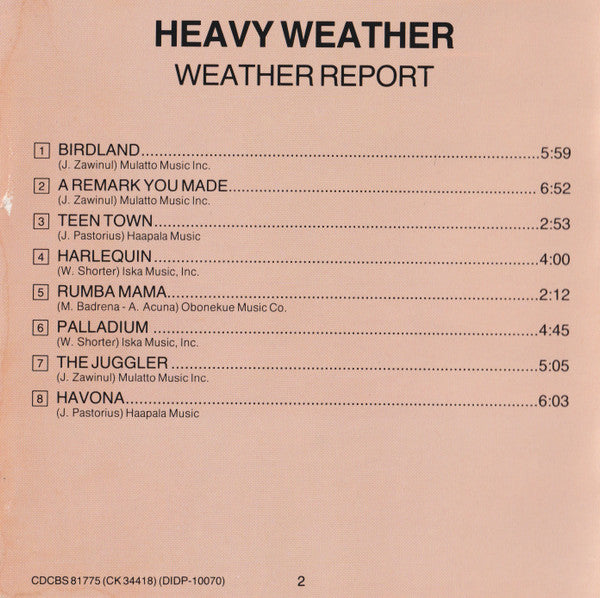 HEAVY WEATHER
WEATHER REPORT
1 BIRDLAND 5:59
(J. Zawinul) Mulatto Music Inc.
2 A REMARK YOU MADE 6:52
(J. Zawinul) Mulatto Music Inc.
3 TEEN TOWN 2:53
(J. Pastorius) Haapala Music
4 HARLEQUIN 4:00
(W. Shorter) Iska Music, Inc.
5 RUMBA MAMA 2:12
(M. Badrena - A. Acuna) Obonekue Music Co.
6 PALLADIUM 4:45
(W. Shorter) Iska Music, Inc.
7 THE JUGGLER 5:05
(J. Zawinul) Mulatto Music Inc.
8 HAVONA 6:03
(J. Pastorius) Haapala Music
CDCBS 81775 (CK 34418) (DIDP-10070) 2